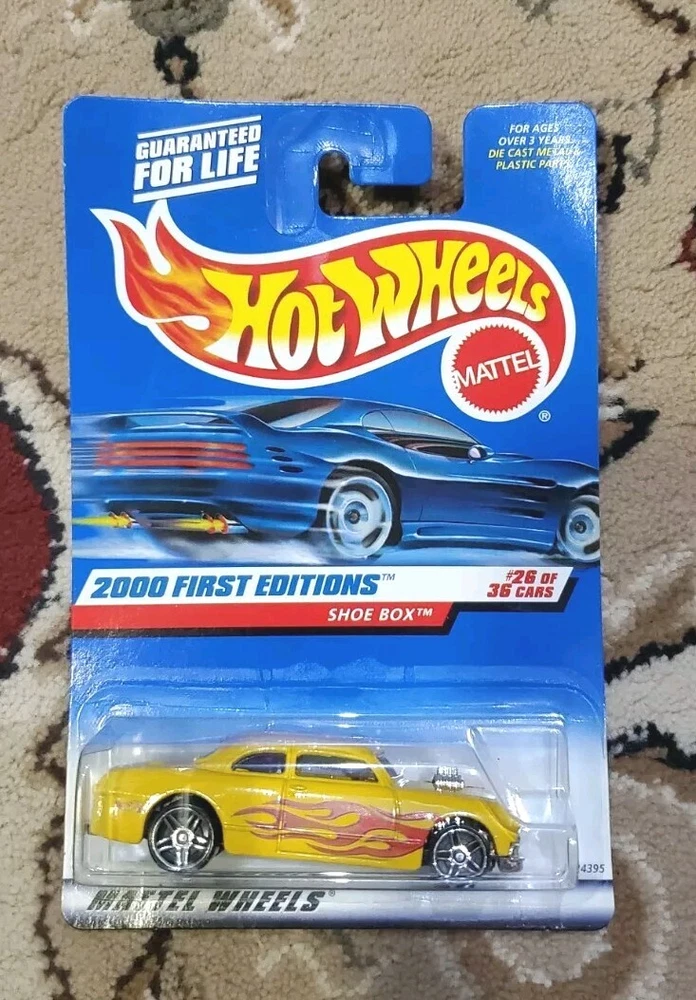 GUARANTEED
FOR LIFE
FOR AGES
OVER 3 YEARS
DIE CAST METAL &
PLASTIC PARTS
HOT WHEELS
MATTEL
®
2000 FIRST EDITIONS™
#26 OF
36 CARS
SHOE BOX™
MATTEL WHEELS®
24395